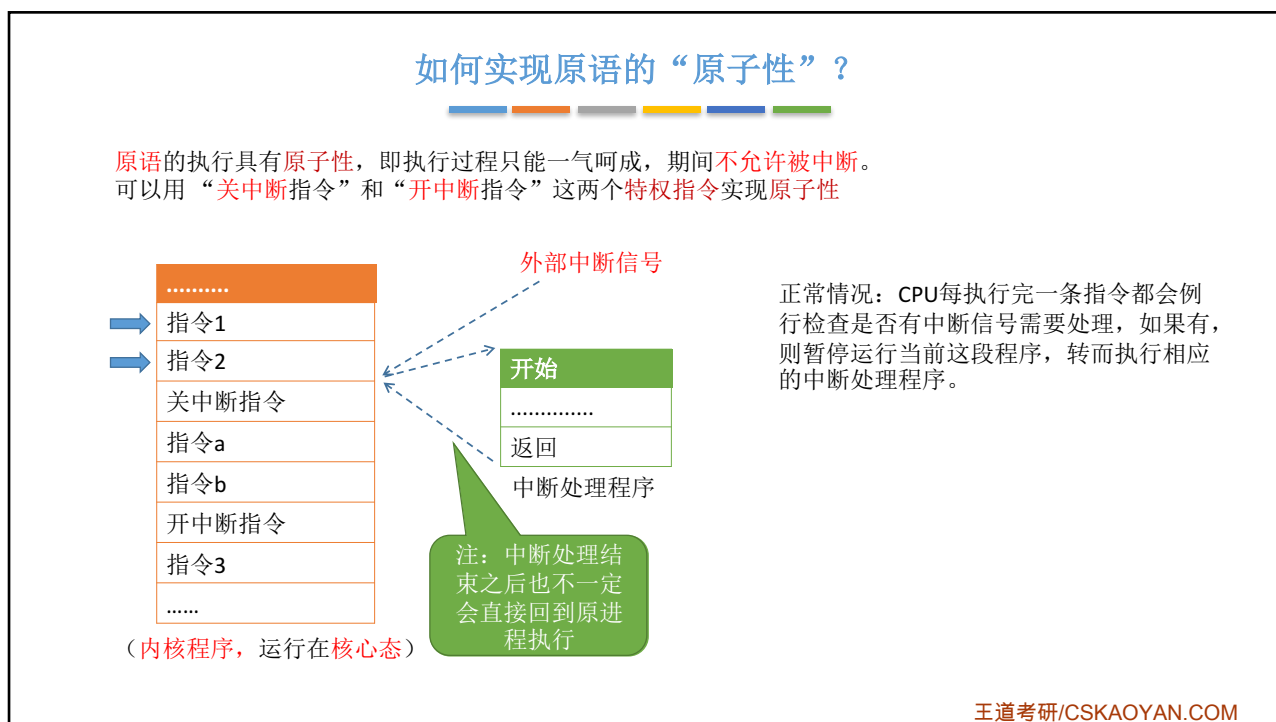 如何实现原语的“原子性”？
原语的执行具有原子性，即执行过程只能一气呵成，期间不允许被中断。
可以用 “关中断指令”和“开中断指令”这两个特权指令实现原子性
外部中断信号
..........
指令1
指令2
关中断指令
指令a
指令b
开中断指令
指令3
......
（内核程序，运行在核心态）
开始
..............
返回
中断处理程序
注：中断处理结
束之后也不一定
会直接回到原进
程执行
正常情况：CPU每执行完一条指令都会例
行检查是否有中断信号需要处理，如果有，
则暂停运行当前这段程序，转而执行相应
的中断处理程序。
王道考研/CSKAOYAN.COM